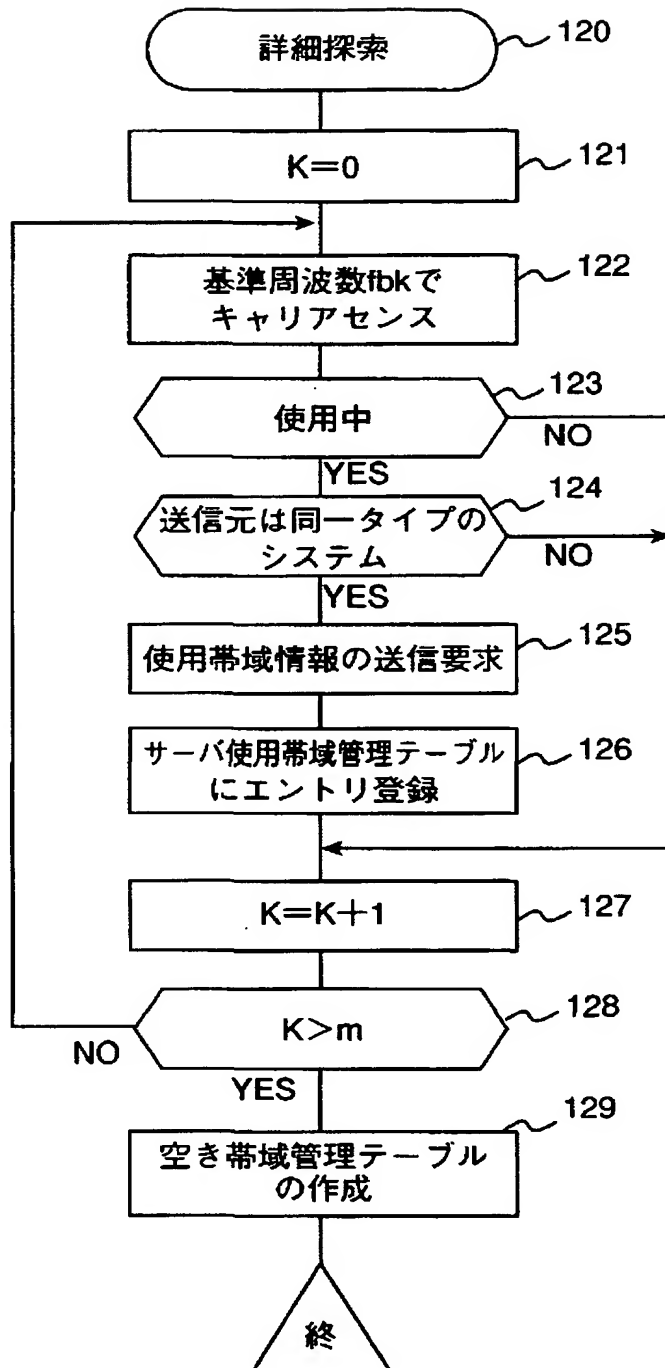 詳細探索
120
K=0
121
基準周波数fbkで
キャリアセンス
122
使用中
123
NO
YES
送信元は同一タイプの
システム
124
NO
YES
使用帯域情報の送信要求
125
サーバ使用帯域管理テーブル
にエントリ登録
126
K=K+1
127
K>m
128
NO
YES
空き帯域管理テーブル
の作成
129
終